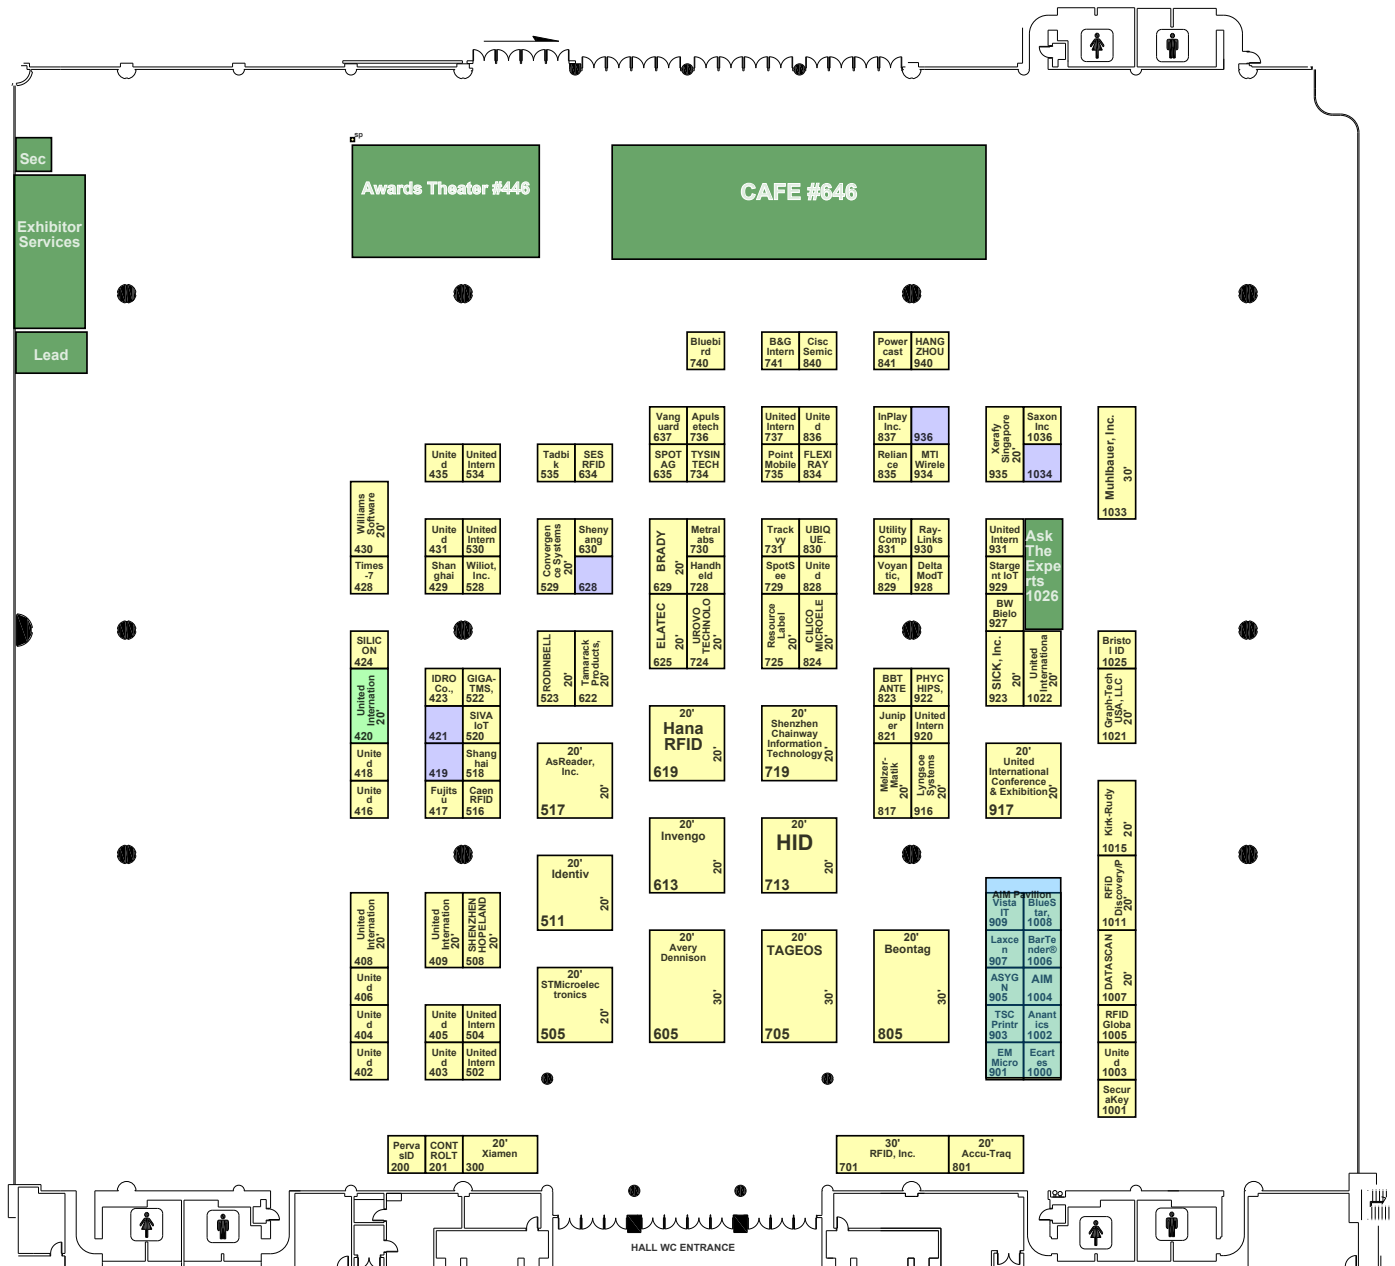 sp
Sec
Awards Theater #446
CAFE #646
Exhibitor
Services
Lead
Bluebi
rd
740
B&G
Intern
741
Cisc
Semic
840
Power
cast
841
HANG
ZHOU
940
Vang
uard
637
Apuls
etech
736
United
Intern
737
Unite
d
836
InPlay
Inc.
837
936
Xerafy
Singapore
20'
935
Saxon
Inc
1036
Muhlbauer, Inc.
30'
1033
Unite
d
435
United
Intern
534
Tadbi
k
535
SES
RFID
634
SPOT
AG
635
TYSIN
TECH
734
Point
Mobile
735
FLEXI
RAY
834
Relian
ce
835
MTI
Wirele
934
1034
Williams
Software
20'
430
Unite
d
431
United
Intern
530
Convergen
ce Systems
20'
529
Sheny
ang
630
BRADY
20'
629
Metral
abs
730
Track
vy
731
UBIQ
UE.
830
Utility
Comp
831
Ray-
Links
930
United
Intern
931
Ask
The
Expe
rts
1026
Times
-7
428
Shan
ghai
429
Wiliot,
Inc.
528
628
Handh
eld
728
SpotS
ee
729
Unite
d
828
Voyan
tic,
829
Delta
ModT
928
Starge
nt IoT
929
BW
Bielo
927
ELATEC
20'
625
UROVO
TECHNOLO
20'
724
Resource
Label
20'
725
CILICO
MICROELE
20'
824
SILIC
ON
424
RODINBELL
20'
523
Tamarack
Products,
20'
622
SICK, Inc.
20'
923
United
Internationa
20'
1022
Bristo
l ID
1025
United
Internation
20'
420
IDRO
Co.,
423
GIGA-
TMS,
522
BBT
ANTE
823
PHYC
HIPS,
922
Graph-Tech
USA, LLC
20'
1021
421
SIVA
IoT
520
20'
Hana
RFID
20'
619
20'
Shenzhen
Chainway
Information
Technology
20'
719
Junip
er
821
United
Intern
920
Unite
d
418
419
Shang
hai
518
20'
AsReader,
Inc.
20'
517
Melzer-
Matik
20'
817
Lyngsoe
Systems
20'
916
20'
United
International
Conference
& Exhibition
20'
917
Unite
d
416
Fujits
u
417
Caen
RFID
516
Kirk-Rudy
20'
1015
20'
Invengo
20'
613
20'
HID
20'
713
20'
Identiv
20'
511
RFiD
Discovery/P
20'
1011
AIM Pavilion
Vista
IT
909
BlueS
tar,
1008
United
Internation
20'
408
United
Internation
20'
409
SHENZHEN
HOPELAND
20'
508
20'
Avery
Dennison
30'
605
20'
TAGEOS
30'
705
20'
Beontag
30'
805
Laxce
n
907
BarTe
nder®
1006
DATASCAN
20'
1007
Unite
d
406
20'
STMicroelec
tronics
20'
505
ASYG
N
905
AIM
1004
Unite
d
404
Unite
d
405
United
Intern
504
TSC
Printr
903
Anant
ics
1002
RFID
Globa
1005
Unite
d
402
Unite
d
403
United
Intern
502
EM
Micro
901
Ecart
es
1000
Unite
d
1003
Secur
aKey
1001
Perva
sID
200
CONT
ROLT
201
20'
Xiamen
300
30'
RFID, Inc.
701
20'
Accu-Traq
801
HALL WC ENTRANCE